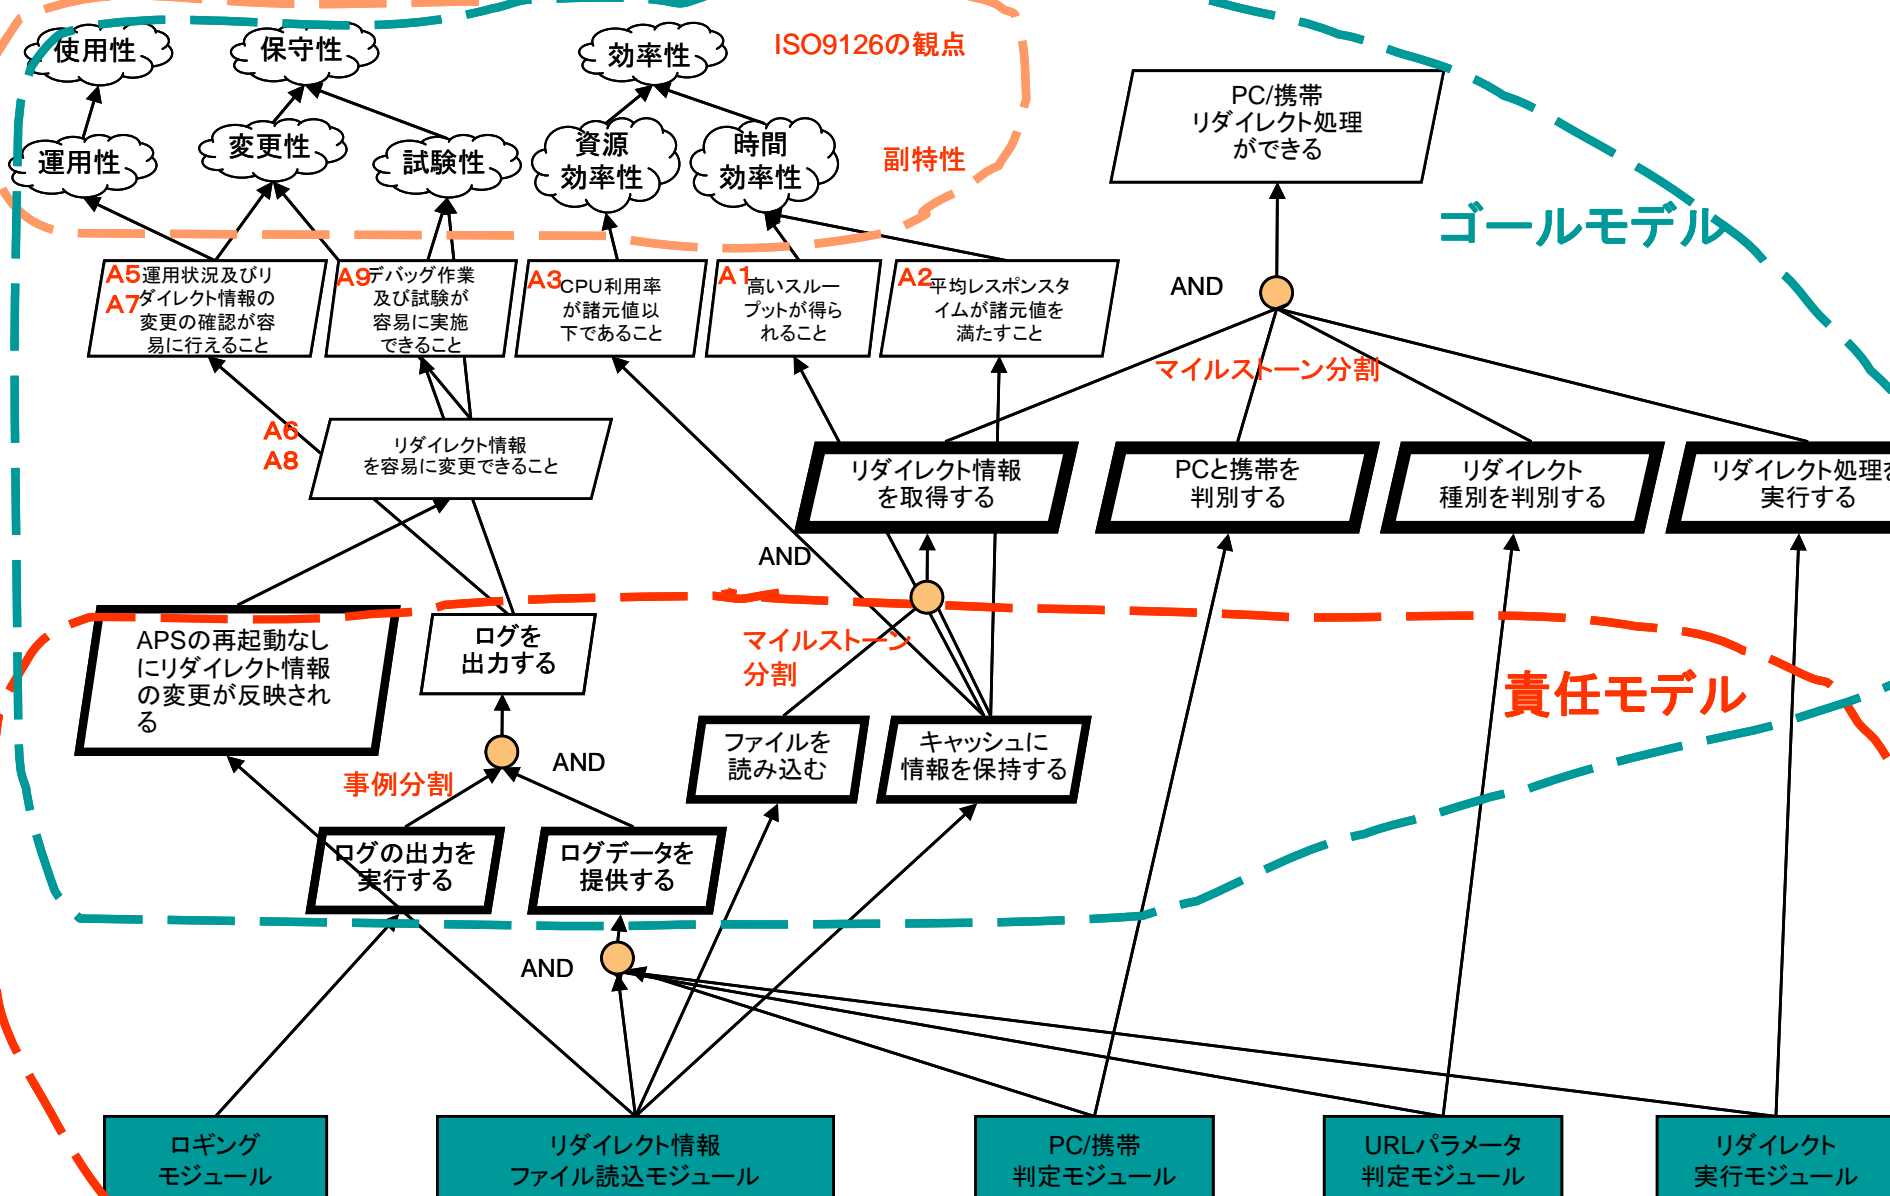 使用性
保守性
効率性
ISO9126の観点
運用性
変更性
試験性
資源
効率性
時間
効率性
副特性
PC/携帯
リダイレクト処理
ができる
ゴールモデル
A5
A7
運用状況及びリ
ダイレクト情報の
変更の確認が容
易に行えること
A9
デバッグ作業
及び試験が
容易に実施
できること
A3
CPU利用率
が諸元値以
下であること
A1
高いスルー
プットが得ら
れること
A2
平均レスポンスタ
イムが諸元値を
満たすこと
AND
マイルストーン分割
A6
A8
リダイレクト情報
を容易に変更できること
リダイレクト情報
を取得する
PCと携帯を
判別する
リダイレクト
種別を判別する
リダイレクト処理を
実行する
AND
APSの再起動なし
にリダイレクト情報
の変更が反映され
る
ログを
出力する
マイルストーン
分割
責任モデル
ファイルを
読み込む
キャッシュに
情報を保持する
AND
事例分割
ログの出力を
実行する
ログデータを
提供する
AND
ロギング
モジュール
リダイレクト情報
ファイル読込モジュール
PC/携帯
判定モジュール
URLパラメータ
判定モジュール
リダイレクト
実行モジュール